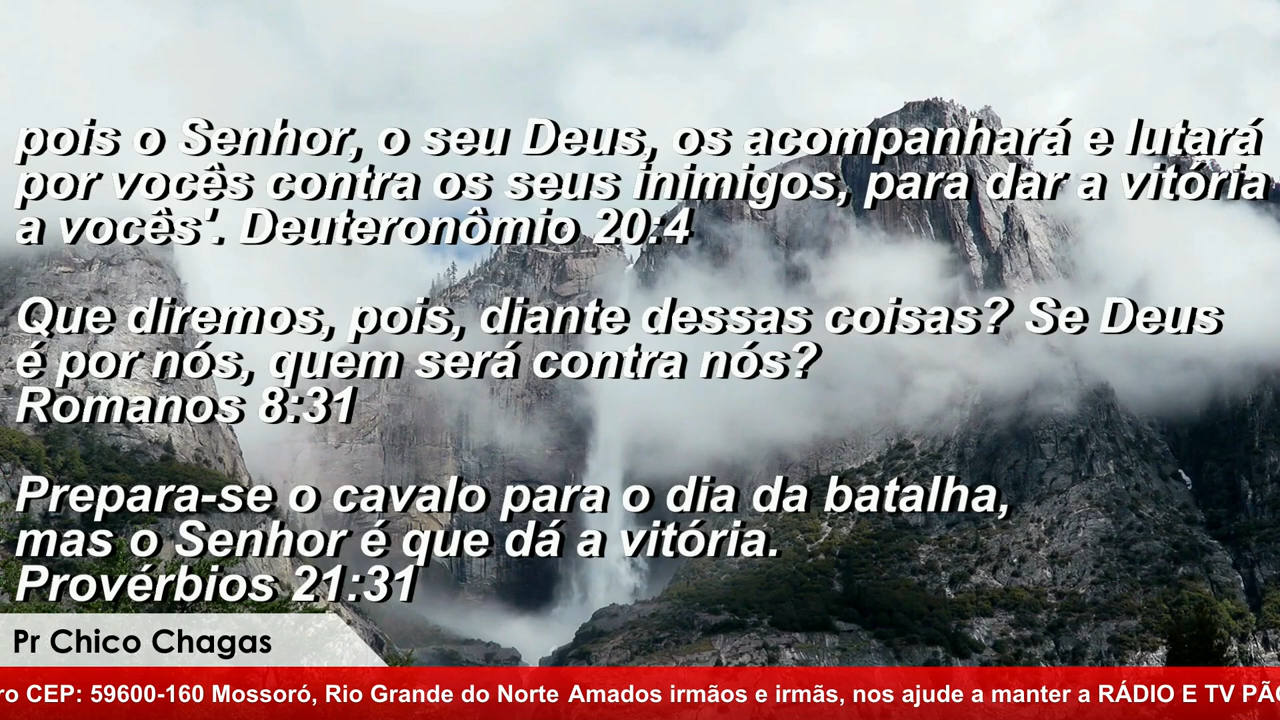 pois o Senhor, o seu Deus, os acompanhará e lutará
por vocês contra os seus inimigos, para dar a vitória
a vocês'. Deuteronômio 20:4
Que diremos, pois, diante dessas coisas? Se Deus
é por nós, quem será contra nós?
Romanos 8:31
Prepara-se o cavalo para o dia da batalha,
mas o Senhor é que dá a vitória.
Provérbios 21:31
Pr Chico Chagas
ro CEP: 59600-160 Mossoró, Rio Grande do Norte Amados irmãos e irmãs, nos ajude a manter a RÁDIO E TV